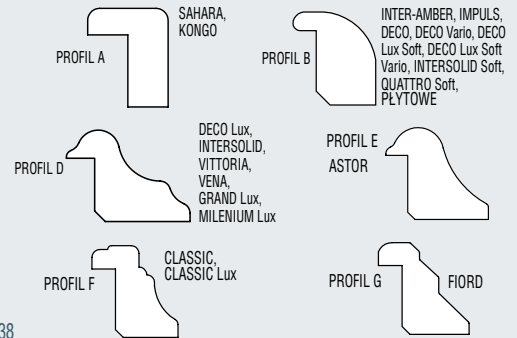 PROFIL A
SAHARA,
KONGO
PROFIL B
INTER-AMBER, IMPULS,
DECO, DECO Vario, DECO
Lux Soft, DECO Lux Soft
Vario, INTERSOLID Soft,
QUATTRO Soft,
PŁYTOWE
PROFIL D
DECO Lux,
INTERSOLID,
VITTORIA,
VENA,
GRAND Lux,
MILENIUM Lux
PROFIL E
ASTOR
PROFIL F
CLASSIC,
CLASSIC Lux
PROFIL G
FIORD
38